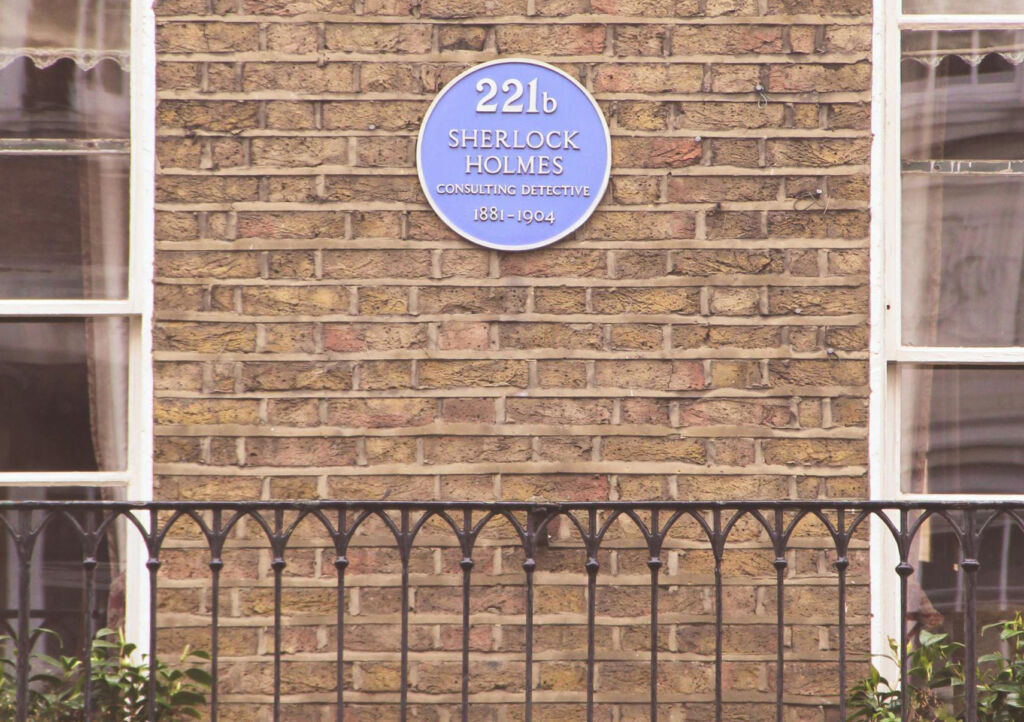 221b
SHERLOCK
HOLMES
CONSULTING DETECTIVE
1881-1904